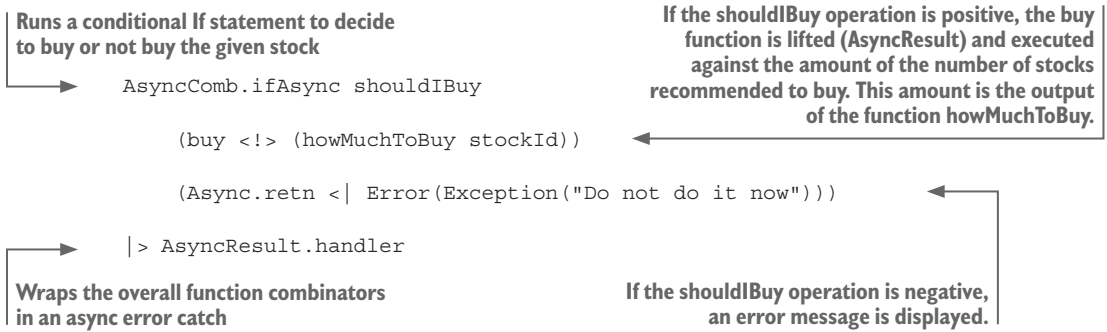 Runs a conditional If statement to decide
to buy or not buy the given stock
If the shouldIBuy operation is positive, the buy
function is lifted (AsyncResult) and executed
against the amount of the number of stocks
recommended to buy. This amount is the output
of the function howMuchToBuy.
AsyncComb.ifAsync shouldIBuy
(buy <!> (howMuchToBuy stockId))
(Async.retn <| Error(Exception("Do not do it now")))
|> AsyncResult.handler
Wraps the overall function combinators
in an async error catch
If the shouldIBuy operation is negative,
an error message is displayed.